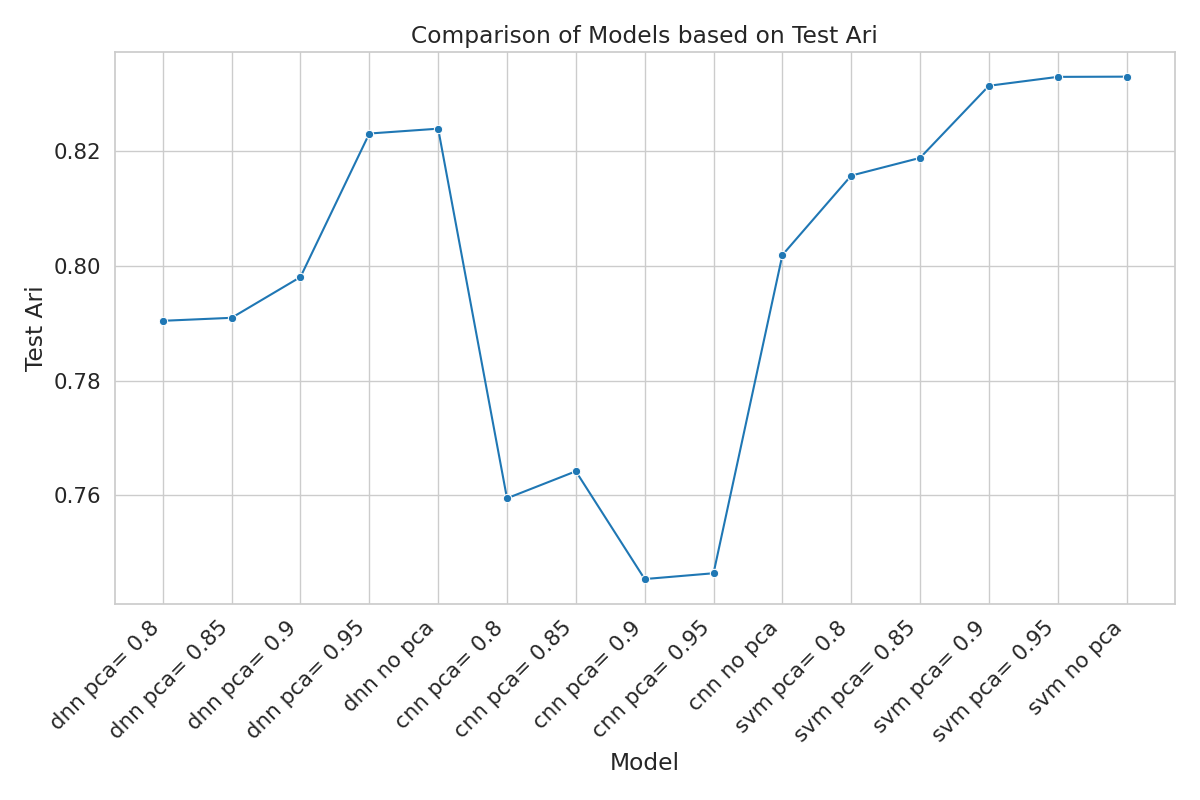 Comparison of Models based on Test Ari
Test Ari
0.82
0.80
0.78
0.76
dnn pca= 0.8
dnn pca= 0.85
dnn pca= 0.9
dnn pca= 0.95
dnn no pca
cnn pca= 0.8
cnn pca= 0.85
cnn pca= 0.9
cnn pca= 0.95
cnn no pca
svm pca= 0.8
svm pca= 0.85
svm pca= 0.9
svm pca= 0.95
svm no pca
Model